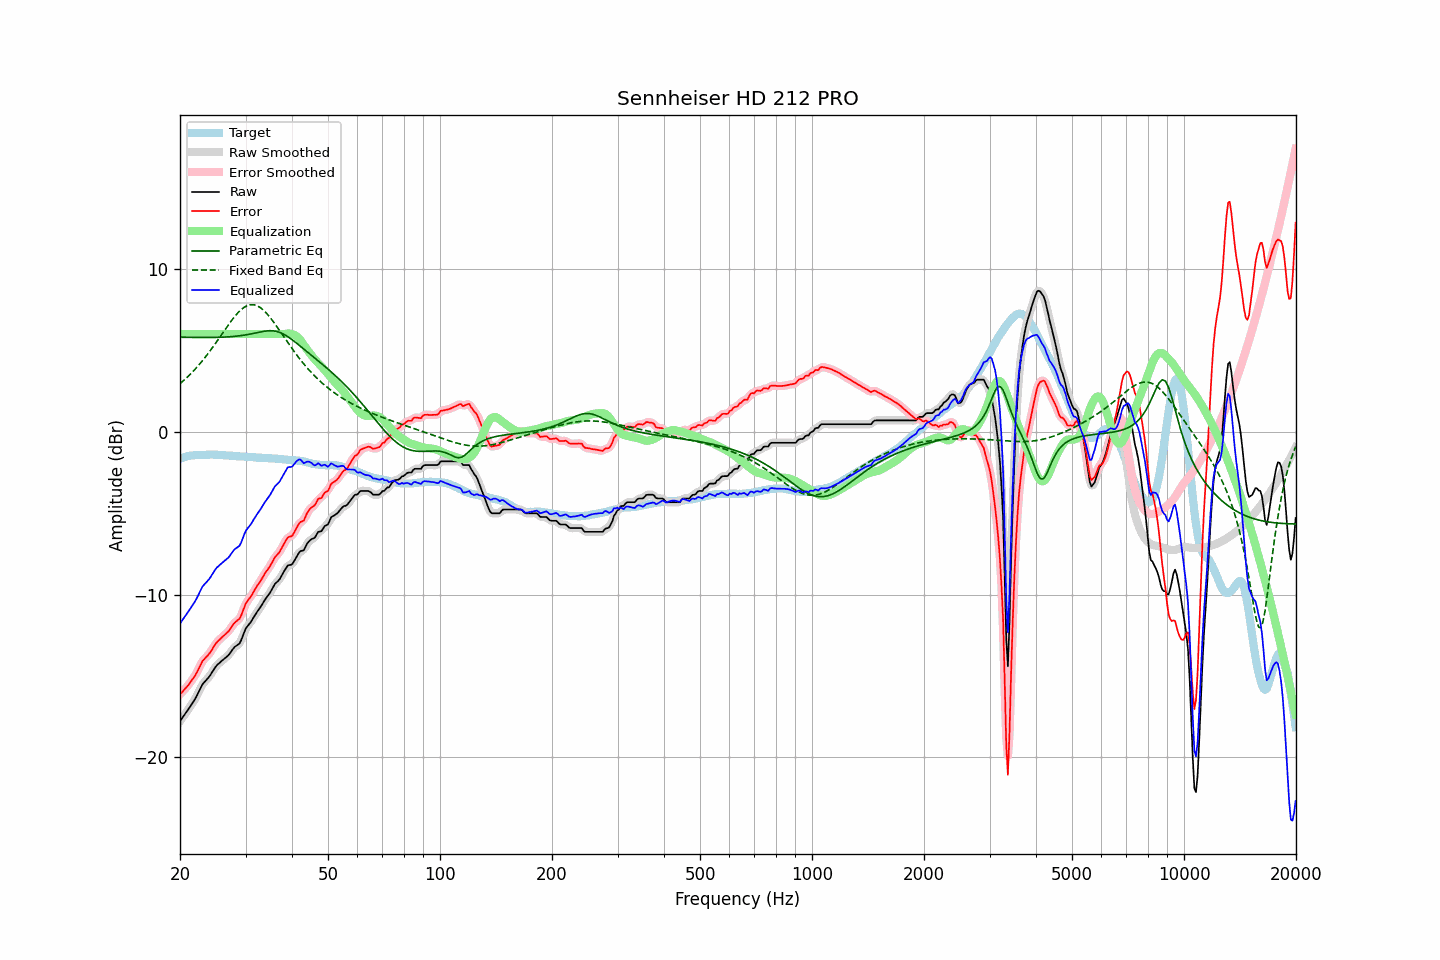 Sennheiser HD 212 PRO
Target
Raw Smoothed
Error Smoothed
Raw
Error
Equalization
Parametric Eq
Fixed Band Eq
Equalized
10
0
−10
−20
Amplitude (dBr)
20 50 100 200 500 1000 2000 5000 10000 20000
Frequency (Hz)